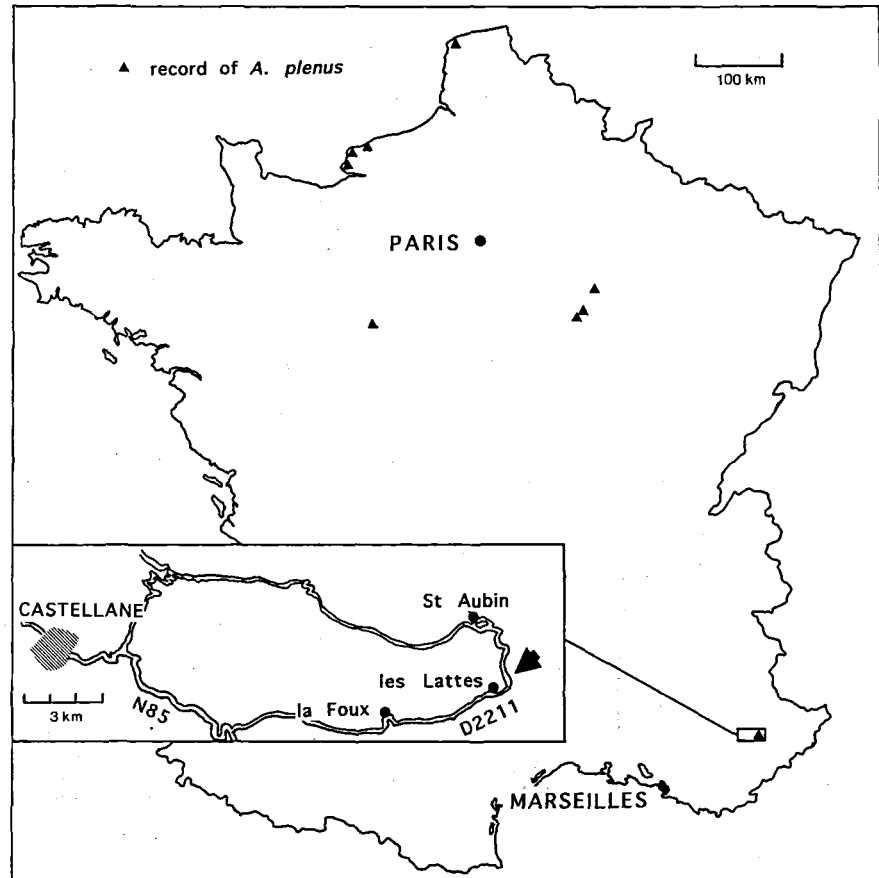 ▲ record of A. plenus
100 km
PARIS
St Aubin
CASTELLANE
les Lattes
la Foux
3 km
N85
D2211
MARSEILLES